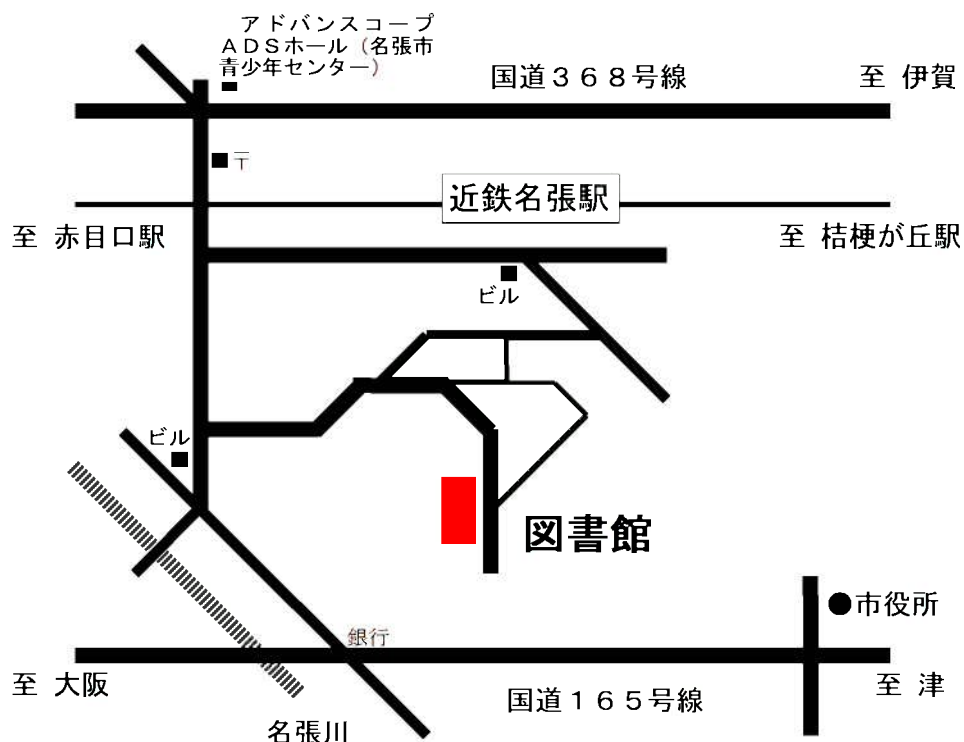 アドバンスコープ
ＡＤＳホール（名張市
青少年センター）
国道３６８号線
至 伊賀
〒
近鉄名張駅
至 赤目口駅
至 桔梗が丘駅
ビル
ビル
図書館
●市役所
銀行
至 大阪
国道１６５号線
至 津
名張川